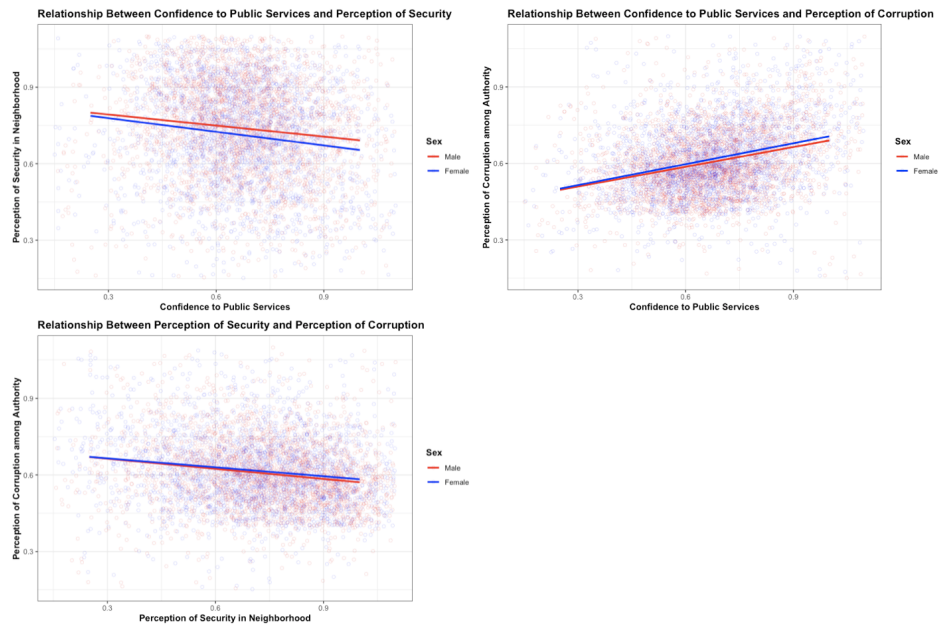 Relationship Between Confidence to Public Services and Perception of Security
Perception of Security in Neighborhood
0.9
0.6
0.3
0.3 0.6 0.9
Confidence to Public Services
Sex
Male
Female
Relationship Between Confidence to Public Services and Perception of Corruption
Perception of Corruption among Authority
0.9
0.6
0.3
0.3 0.6 0.9
Confidence to Public Services
Sex
Male
Female
Relationship Between Perception of Security and Perception of Corruption
Perception of Corruption among Authority
0.9
0.6
0.3
0.3 0.6 0.9
Perception of Security in Neighborhood
Sex
Male
Female